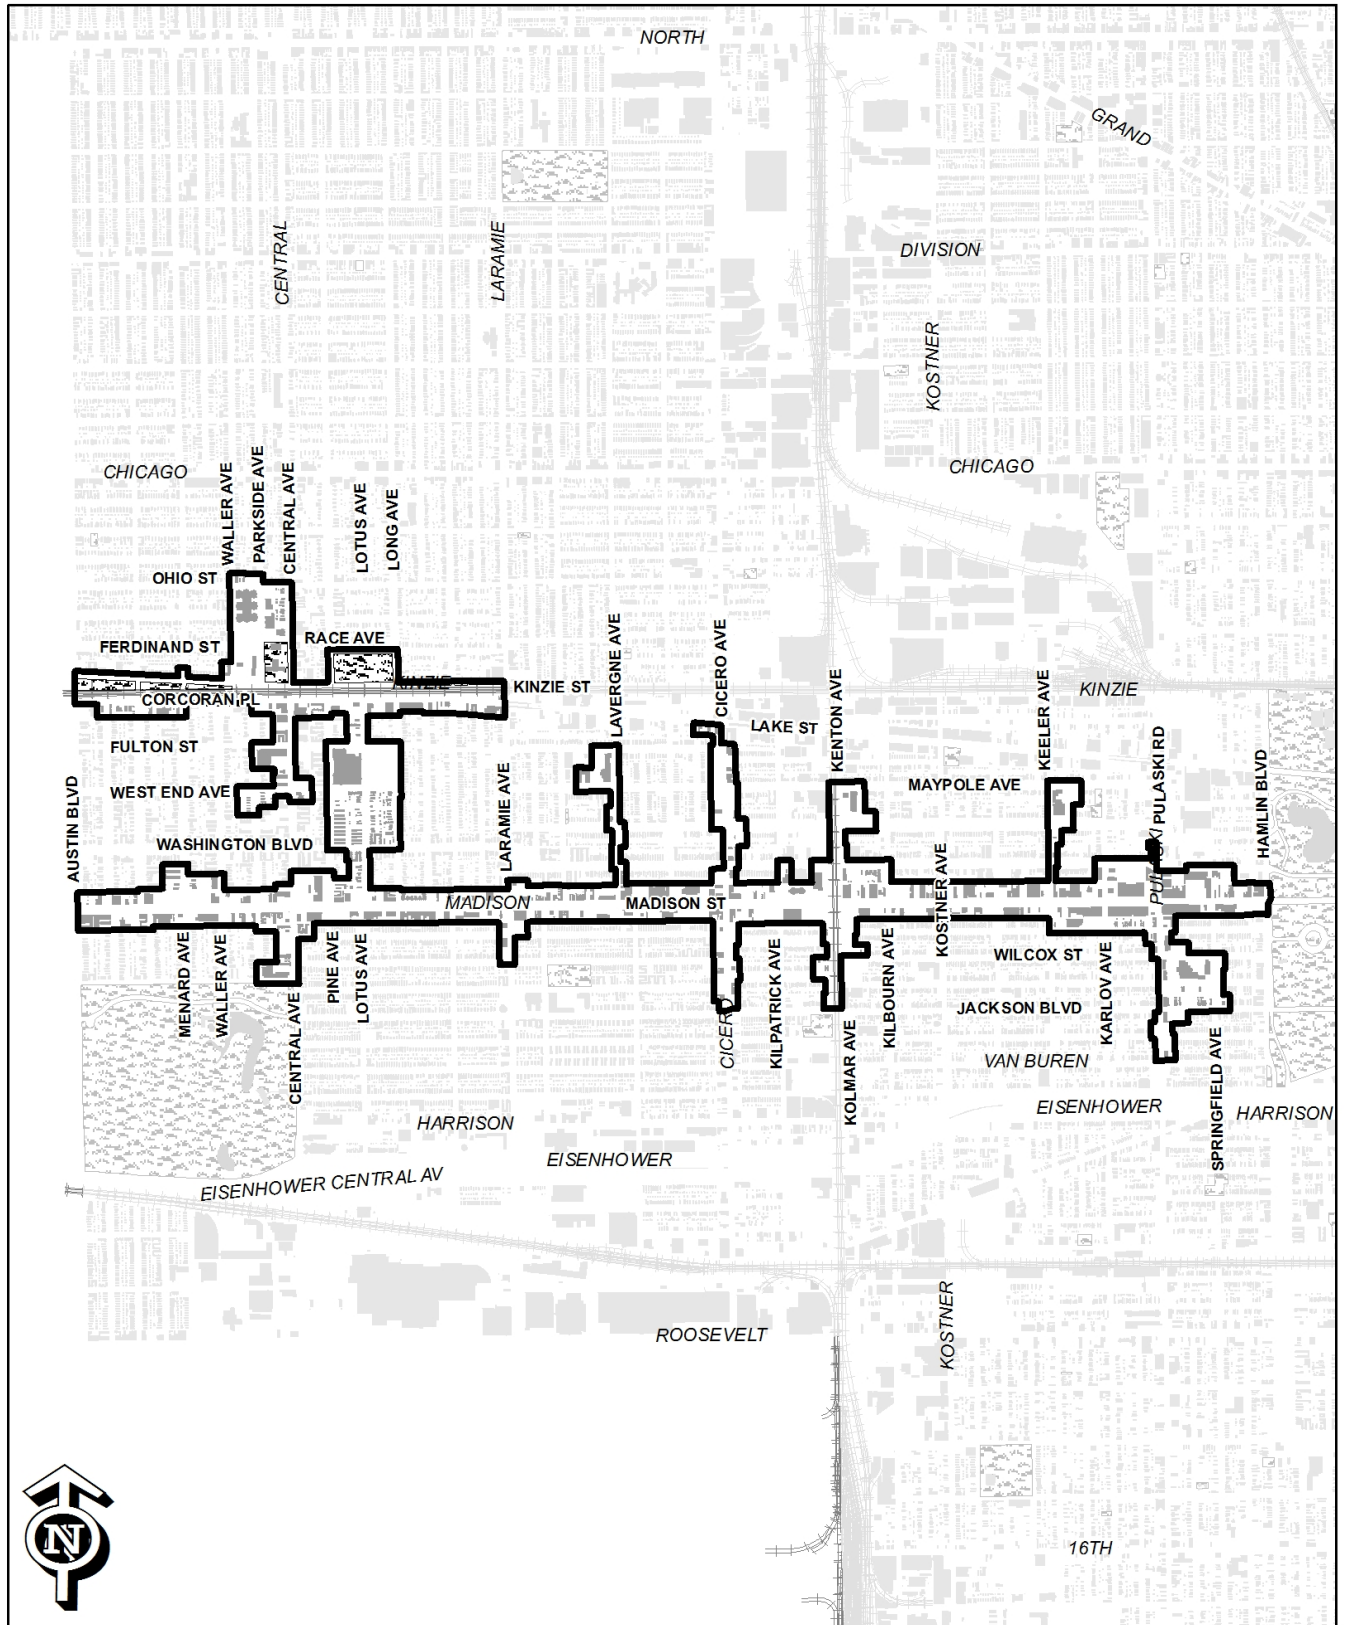 NORTH
GRAND
CENTRAL
LARAMIE
DIVISION
KOSTNER
CHICAGO
CHICAGO
WALLER AVE
PARKSIDE AVE
CENTRAL AVE
LOTUS AVE
LONG AVE
OHIO ST
FERDINAND ST
RACE AVE
LAVERGNE AVE
CICERO AVE
KENTON AVE
KEELER AVE
KINZIE
KINZIE ST
KINZIE
CORCORAN PL
LAKE ST
PULASKI RD
FULTON ST
HAMLIN BLVD
WEST END AVE
MAYPOLE AVE
AUSTIN BLVD
LARAMIE AVE
WASHINGTON BLVD
PULASKI
KOSTNER AVE
MADISON
MADISON ST
MENARD AVE
WALLER AVE
PINE AVE
LOTUS AVE
KILPATRICK AVE
KILBOURN AVE
WILCOX ST
KARLOV AVE
CENTRAL AVE
CICERO
KOLMAR AVE
JACKSON BLVD
VAN BUREN
SPRINGFIELD AVE
HARRISON
EISENHOWER
HARRISON
EISENHOWER
EISENHOWER CENTRAL AV
KOSTNER
ROOSEVELT
N
16TH